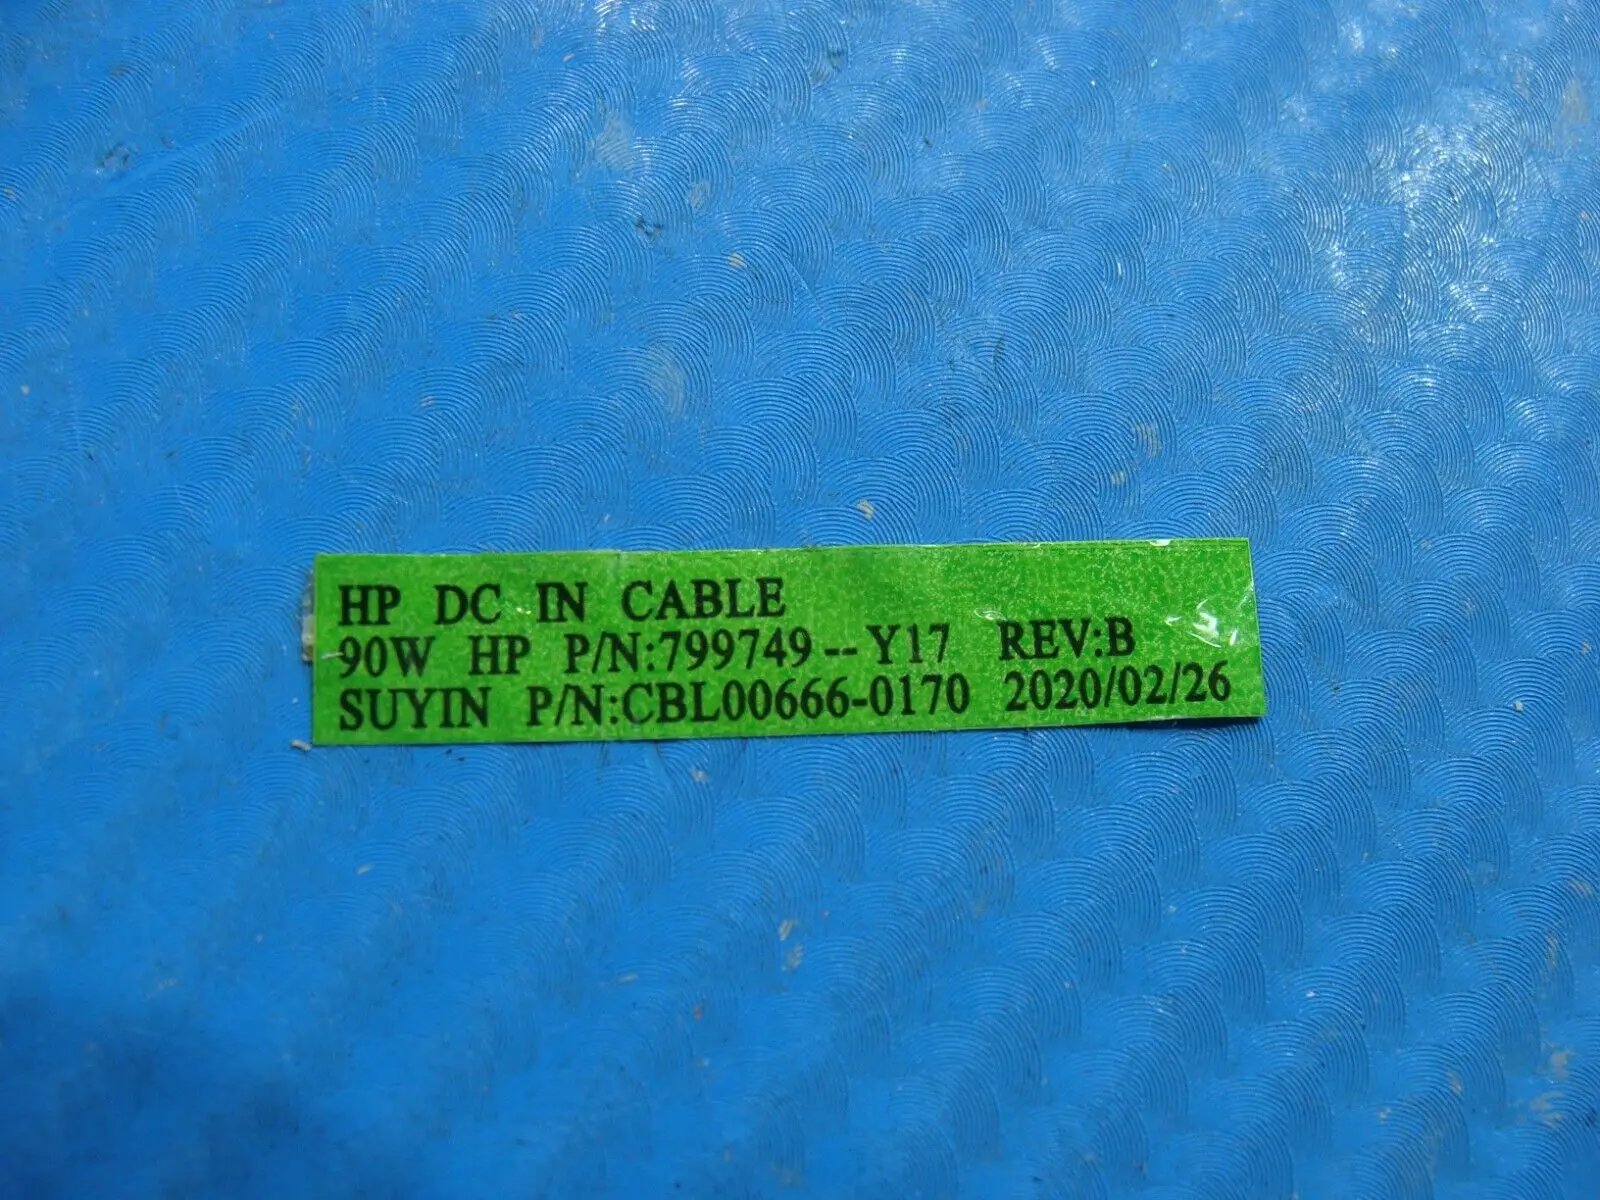 HP DC IN CABLE
90W HP P/N:799749--Y17 REV:B
SUYIN P/N:CBL00666-0170 2020/02/26